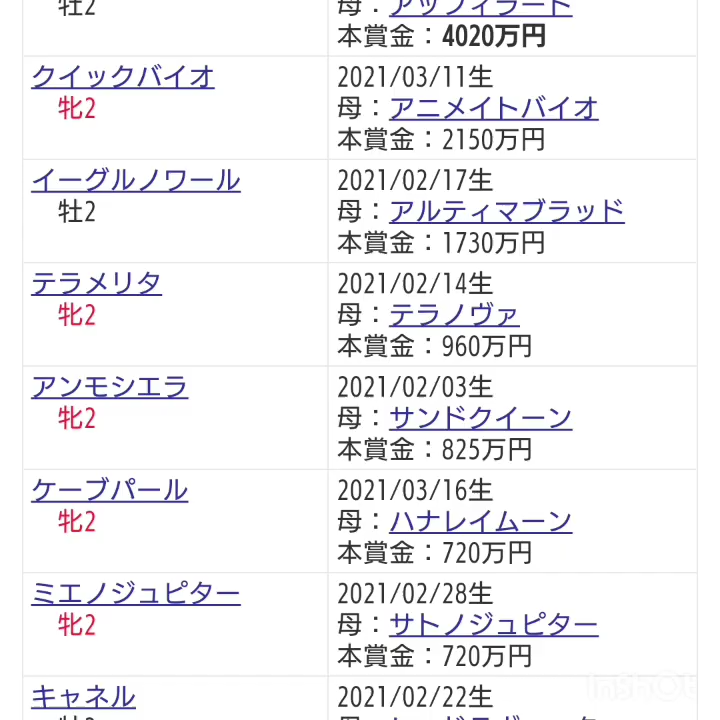 牡2
母：アップフィラード
本賞金：4020万円
クイックバイオ
牝2
2021/03/11生
母：アニメイトバイオ
本賞金：2150万円
イーグルノワール
牡2
2021/02/17生
母：アルティマブラッド
本賞金：1730万円
テラメリタ
牝2
2021/02/14生
母：テラノヴァ
本賞金：960万円
アンモシエラ
牝2
2021/02/03生
母：サンドクイーン
本賞金：825万円
ケープパール
牝2
2021/03/16生
母：ハナレイムーン
本賞金：720万円
ミエノジュピター
牝2
2021/02/28生
母：サトノジュピター
本賞金：720万円
キャネル
2021/02/22生
InShOt